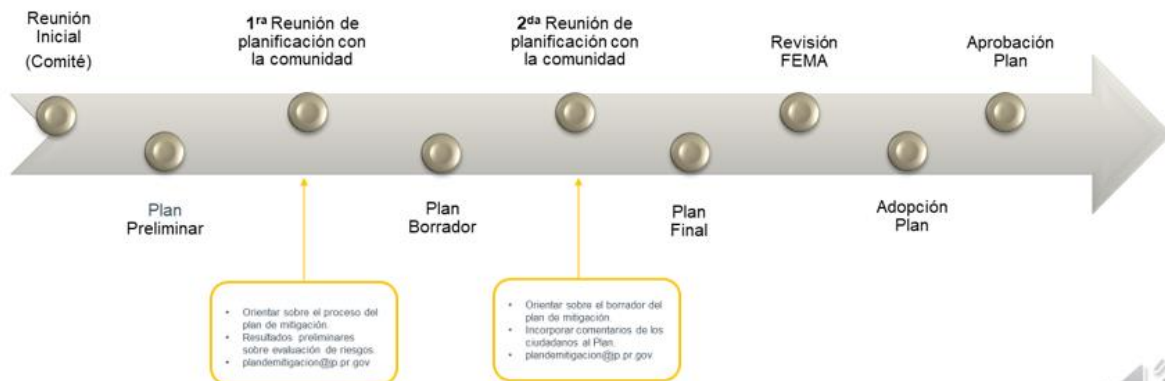 Reunión
Inicial
(Comité)
Plan
Preliminar
1ra Reunión de
planificación con
la comunidad
Plan
Borrador
2da Reunión de
planificación con
la comunidad
Plan
Final
Revisión
FEMA
Adopción
Plan
Aprobación
Plan
• Orientar sobre el proceso del
plan de mitigación.
• Resultados preliminares
sobre evaluación de riesgos.
• plandemitigacion@jp.pr.gov
• Orientar sobre el borrador del
plan de mitigación.
• Incorporar comentarios de los
ciudadanos al Plan.
• plandemitigacion@jp.pr.gov